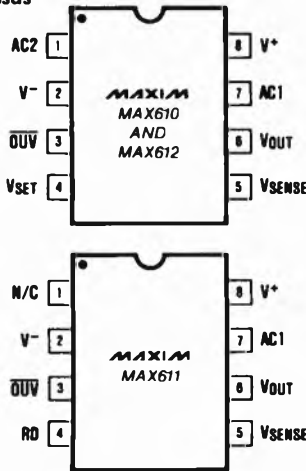 AC2 1 8 V+
V− 2 7 AC1
MAXIM
MAX610
AND
MAX612
OUV 3 6 VOUT
VSET 4 5 VSENSE
N/C 1 8 V+
V− 2 7 AC1
MAXIM
MAX611
OUV 3 6 VOUT
RD 4 5 VSENSE